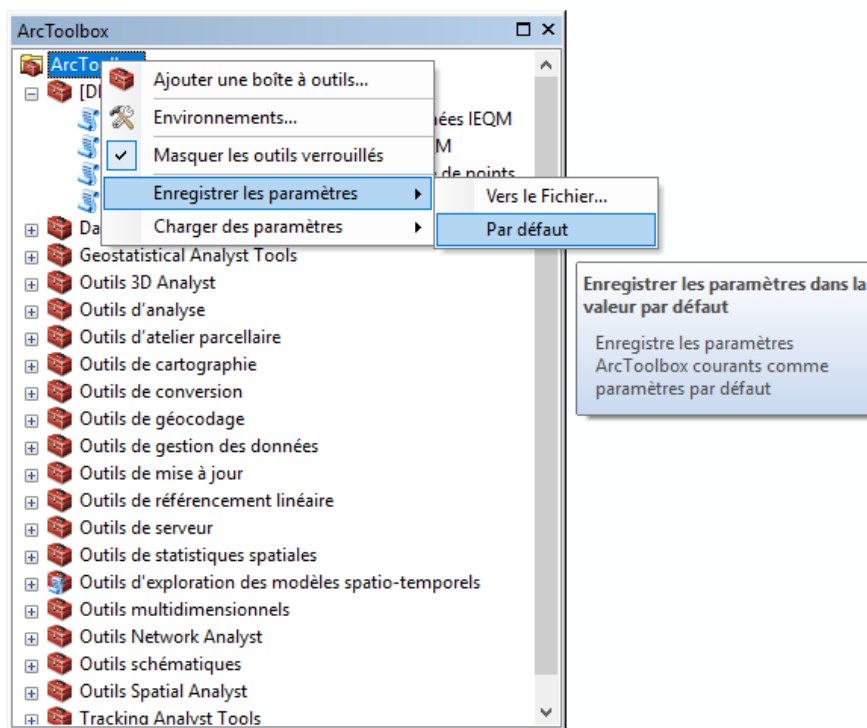 ArcToolbox
ArcTo
Ajouter une boîte à outils...
[D
Environnements...
ées IEQM
Masquer les outils verrouillés
M
de points
Enregistrer les paramètres
Vers le Fichier...
Charger des paramètres
Par défaut
Da
Geostatistical Analyst Tools
Outils 3D Analyst
Outils d'analyse
Outils d'atelier parcellaire
Outils de cartographie
Outils de conversion
Outils de géocodage
Outils de gestion des données
Outils de mise à jour
Outils de référencement linéaire
Outils de serveur
Outils de statistiques spatiales
Outils d'exploration des modèles spatio-temporels
Outils multidimensionnels
Outils Network Analyst
Outils schématiques
Outils Spatial Analyst
Tracking Analyst Tools
Enregistrer les paramètres dans la
valeur par défaut
Enregistre les paramètres
ArcToolbox courants comme
paramètres par défaut